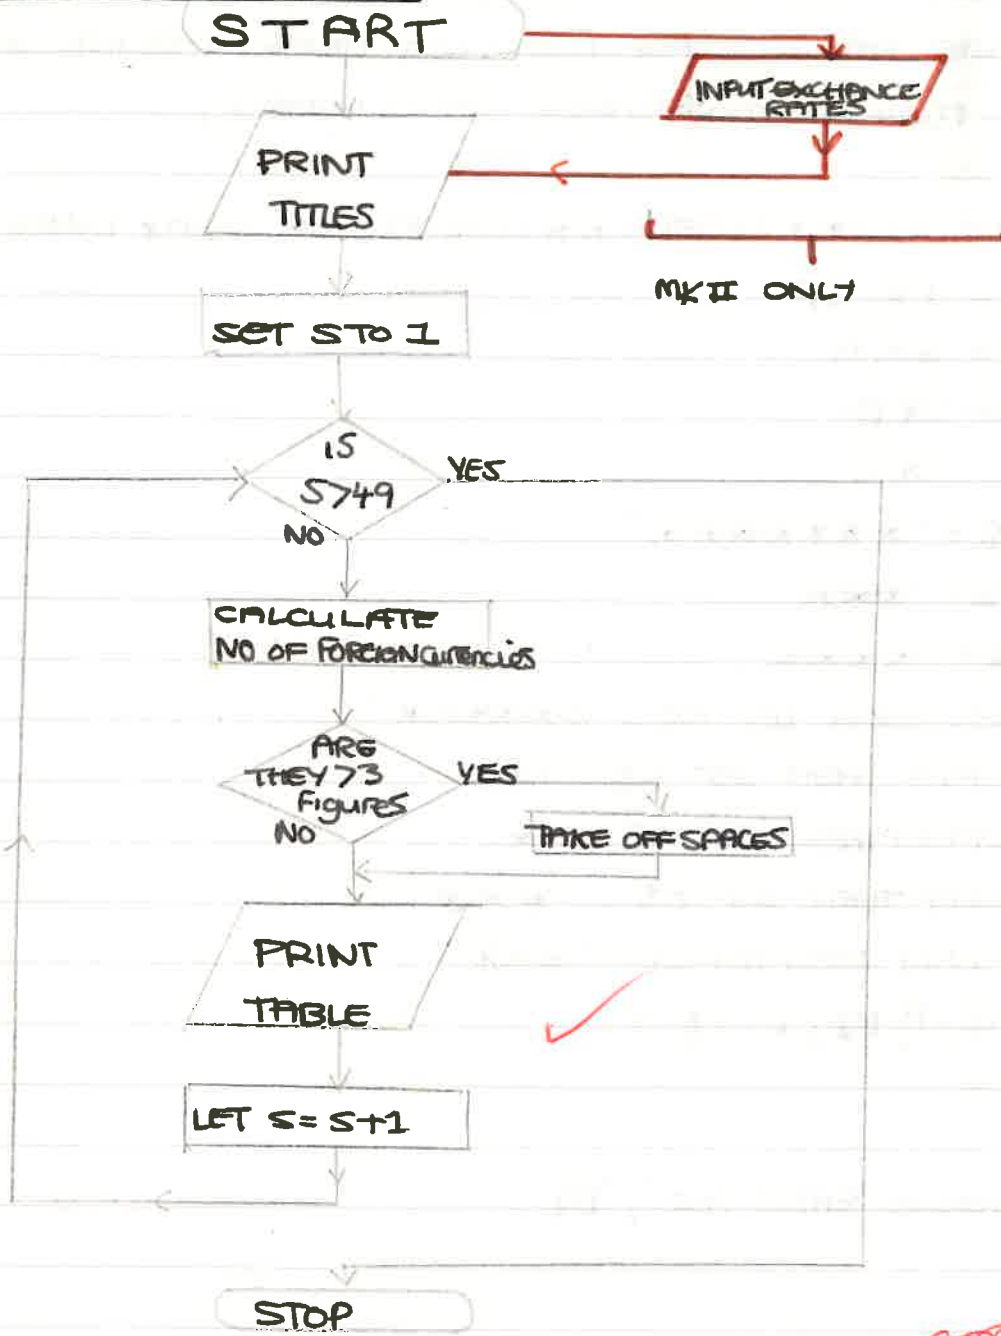 START
INPUT EXCHANGE
RATES
PRINT
TITLES
MK II ONLY
SET S TO 1
IS
S>49
YES
NO
CALCULATE
NO OF FOREIGN CURRENCIES
ARE
THEY >3
FIGURES
YES
NO
TAKE OFF SPACES
PRINT
TABLE
LET S = S+1
STOP